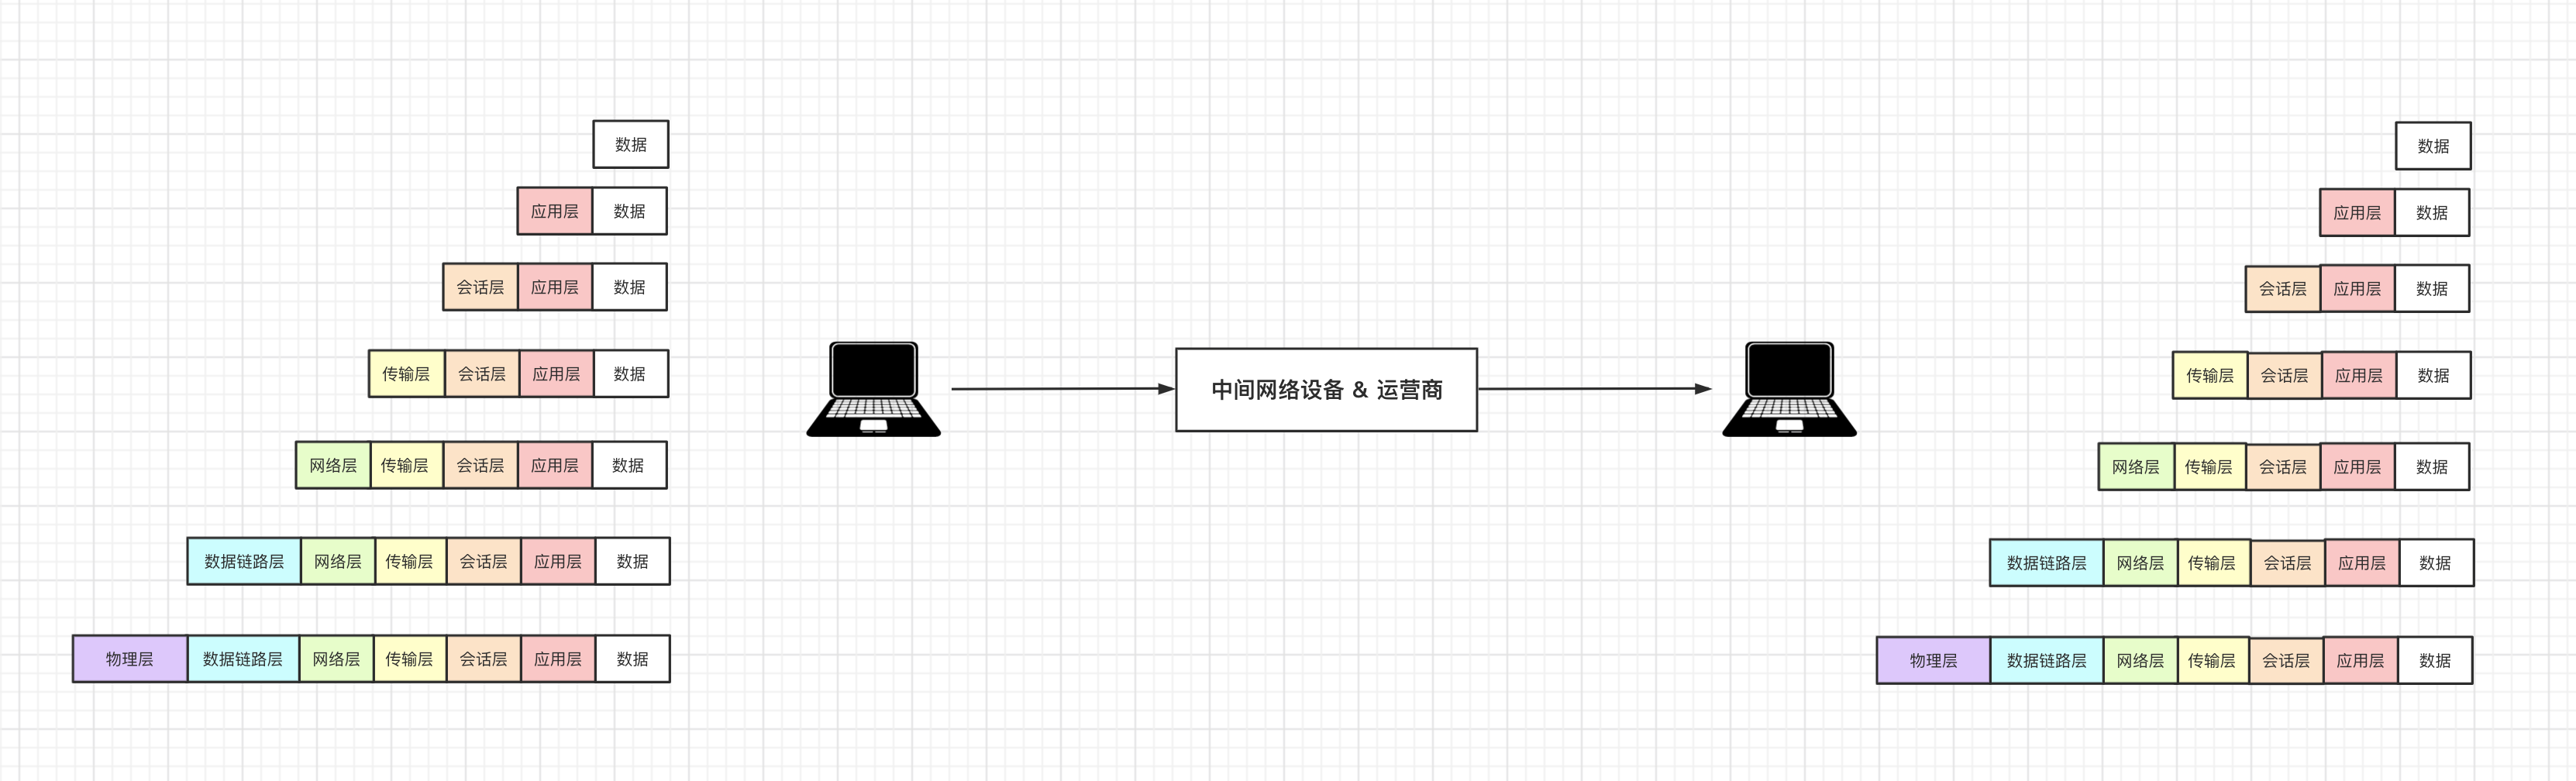 数据
应用层 数据
会话层 应用层 数据
传输层 会话层 应用层 数据
网络层 传输层 会话层 应用层 数据
数据链路层 网络层 传输层 会话层 应用层 数据
物理层 数据链路层 网络层 传输层 会话层 应用层 数据
中间网络设备 & 运营商
数据
应用层 数据
会话层 应用层 数据
传输层 会话层 应用层 数据
网络层 传输层 会话层 应用层 数据
数据链路层 网络层 传输层 会话层 应用层 数据
物理层 数据链路层 网络层 传输层 会话层 应用层 数据